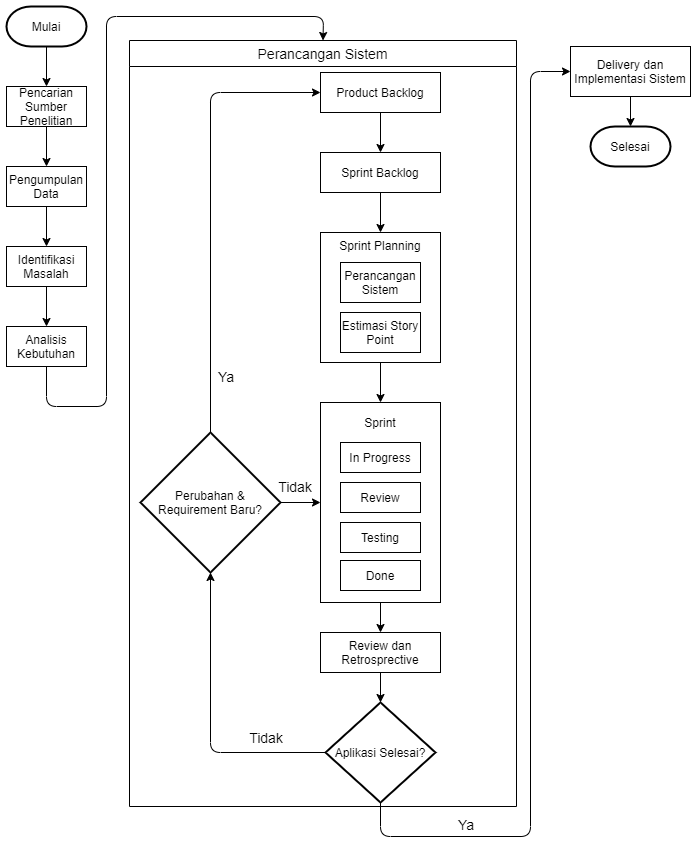 Mulai
Pencarian
Sumber
Penelitian
Pengumpulan
Data
Identifikasi
Masalah
Analisis
Kebutuhan
Perancangan Sistem
Product Backlog
Sprint Backlog
Sprint Planning
Perancangan
Sistem
Estimasi Story
Point
Ya
Sprint
In Progress
Review
Testing
Done
Perubahan &
Requirement Baru?
Tidak
Review dan
Retrosprective
Aplikasi Selesai?
Tidak
Ya
Delivery dan
Implementasi Sistem
Selesai